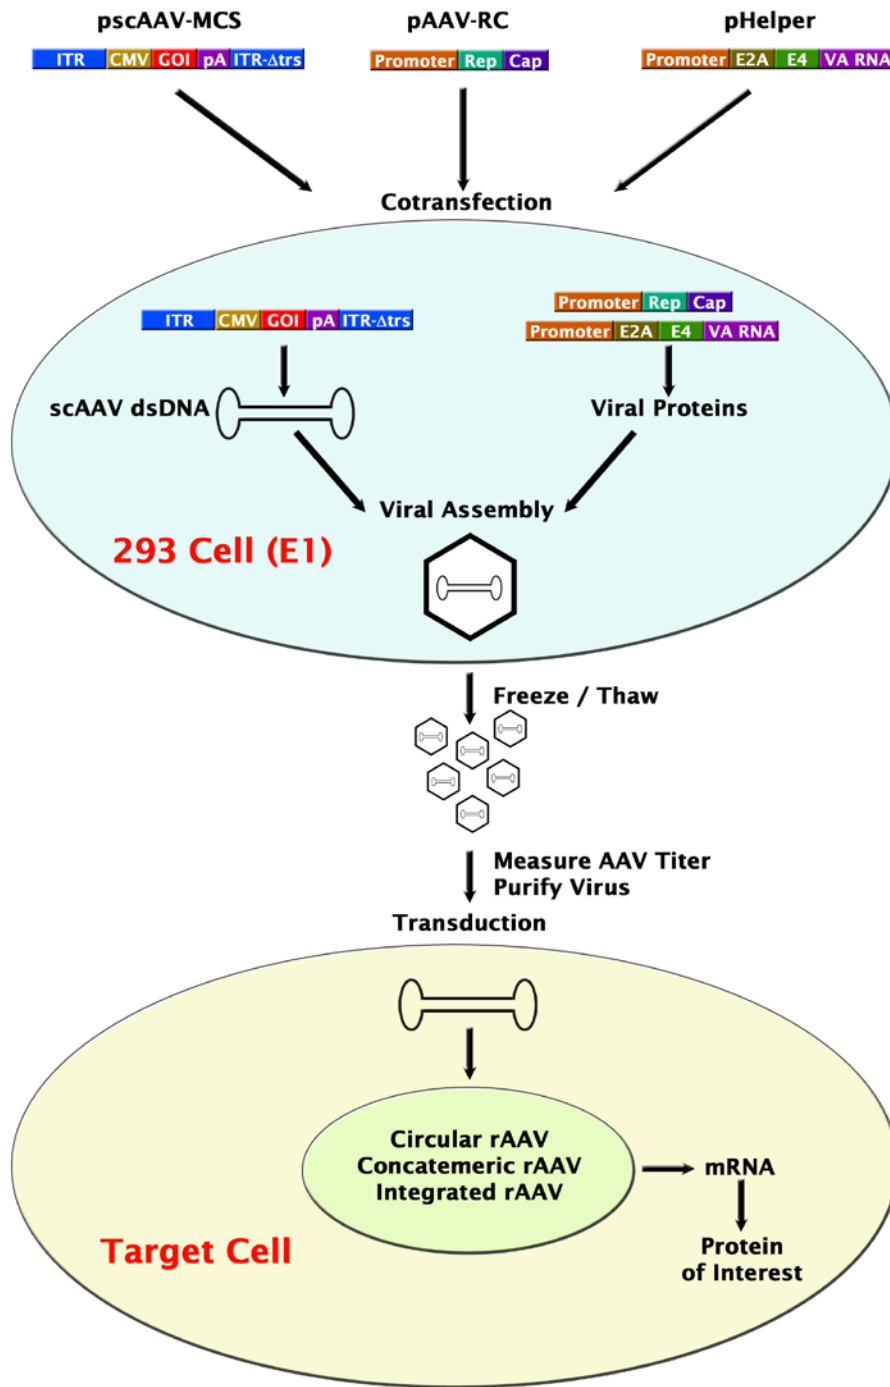 pscAAV-MCS pAAV-RC pHelper
ITR CMV GOI pA ITR-Δtrs Promoter Rep Cap Promoter E2A E4 VA RNA
Cotransfection
Promoter Rep Cap
ITR CMV GOI pA ITR-Δtrs Promoter E2A E4 VA RNA
scAAV dsDNA Viral Proteins
Viral Assembly
293 Cell (E1)
Freeze / Thaw
Measure AAV Titer
Purify Virus
Transduction
Circular rAAV
Concatemeric rAAV mRNA
Integrated rAAV
Target Cell Protein
of Interest